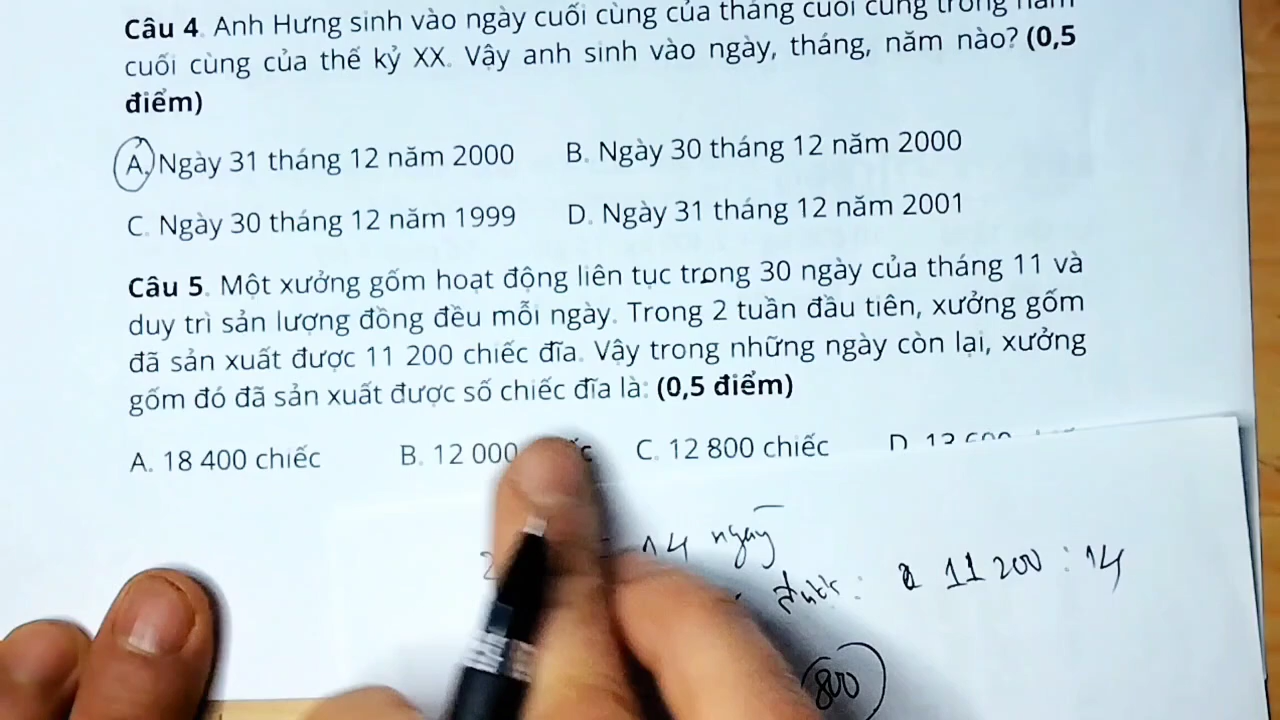 Câu 4. Anh Hưng sinh vào ngày cuối cùng của tháng cuối cùng trong năm
cuối cùng của thế kỷ XX. Vậy anh sinh vào ngày, tháng, năm nào? (0,5
điểm)
A. Ngày 31 tháng 12 năm 2000 B. Ngày 30 tháng 12 năm 2000
C. Ngày 30 tháng 12 năm 1999 D. Ngày 31 tháng 12 năm 2001
Câu 5. Một xưởng gốm hoạt động liên tục trong 30 ngày của tháng 11 và
duy trì sản lượng đồng đều mỗi ngày. Trong 2 tuần đầu tiên, xưởng gốm
đã sản xuất được 11 200 chiếc đĩa. Vậy trong những ngày còn lại, xưởng
gốm đó đã sản xuất được số chiếc đĩa là: (0,5 điểm)
A. 18 400 chiếc B. 12 000 C. 12 800 chiếc D.
2 14 ngày
được: 11 200 : 14
800